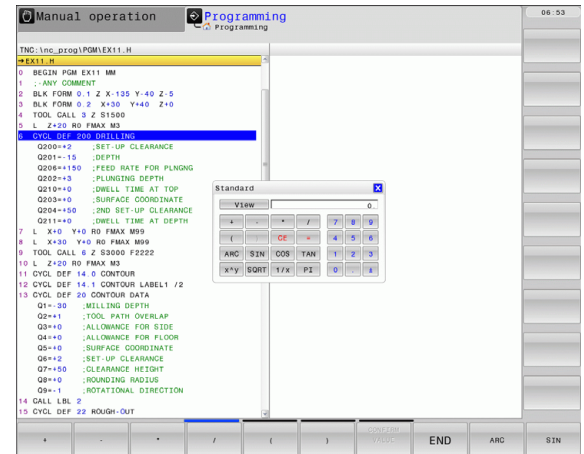 Manual operation
Programming
Programming
06:53
TNC:\nc_prog\PGM\EX11.H
→EX11.H
0 BEGIN PGM EX11 MM
1 ;-ANY COMMENT
2 BLK FORM 0.1 Z X-135 Y-40 Z-5
3 BLK FORM 0.2 X+30 Y+40 Z+0
4 TOOL CALL 3 Z S1500
5 L Z+20 R0 FMAX M3
6 CYCL DEF 200 DRILLING
Q200=+2 ;SET-UP CLEARANCE
Q201=-15 ;DEPTH
Q206=+150 ;FEED RATE FOR PLNGNG
Q202=+3 ;PLUNGING DEPTH
Q210=+0 ;DWELL TIME AT TOP
Q203=+0 ;SURFACE COORDINATE
Q204=+50 ;2ND SET-UP CLEARANCE
Q211=+0 ;DWELL TIME AT DEPTH
7 L X+0 Y+0 R0 FMAX M99
8 L X+30 Y+0 R0 FMAX M99
9 TOOL CALL 6 Z S3000 F2222
10 L Z+20 R0 FMAX M3
11 CYCL DEF 14.0 CONTOUR
12 CYCL DEF 14.1 CONTOUR LABEL1 /2
13 CYCL DEF 20 CONTOUR DATA
Q1=-30 ;MILLING DEPTH
Q2=+1 ;TOOL PATH OVERLAP
Q3=+0 ;ALLOWANCE FOR SIDE
Q4=+0 ;ALLOWANCE FOR FLOOR
Q5=+0 ;SURFACE COORDINATE
Q6=+2 ;SET-UP CLEARANCE
Q7=+50 ;CLEARANCE HEIGHT
Q8=+0 ;ROUNDING RADIUS
Q9=-1 ;ROTATIONAL DIRECTION
14 CALL LBL 2
15 CYCL DEF 22 ROUGH-OUT
Standard X
View 0.
+ - * / 7 8 9
( ) CE = 4 5 6
ARC SIN COS TAN 1 2 3
X^Y SQRT 1/X PI 0 . ±
+ - * / ( ) CONFIRM VALUE END ARC SIN